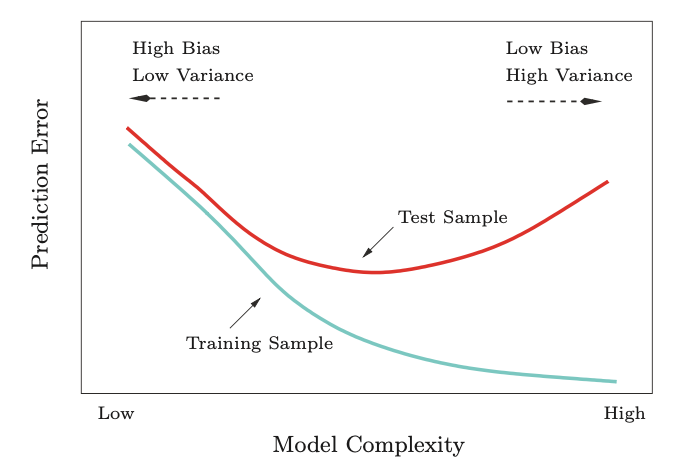 High Bias
Low Variance
Low Bias
High Variance
Prediction Error
Test Sample
Training Sample
Low
High
Model Complexity